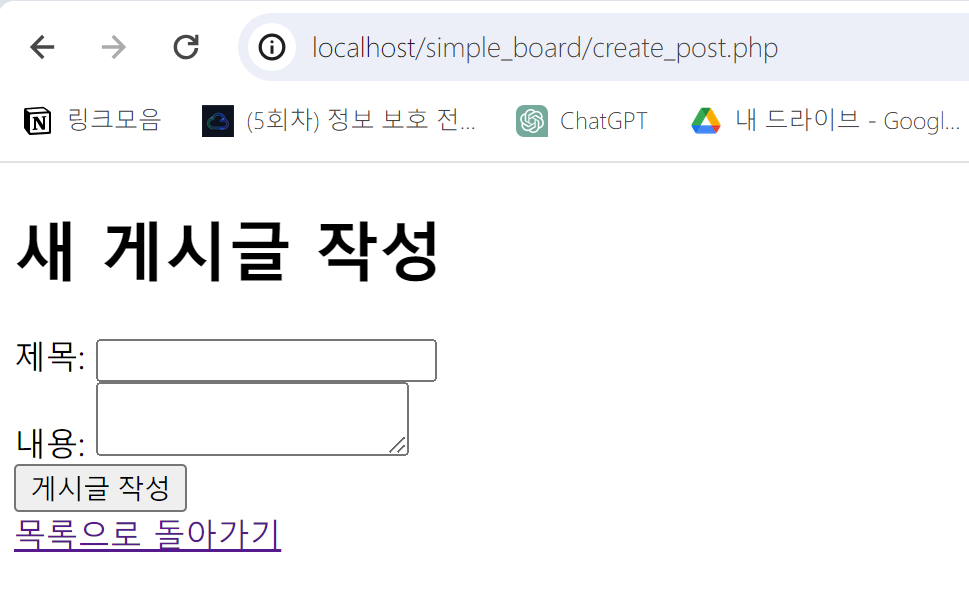 localhost/simple_board/create_post.php
링크모음 (5회차) 정보 보호 전... ChatGPT 내 드라이브 - Googl...
새 게시글 작성
제목:
내용:
게시글 작성
목록으로 돌아가기